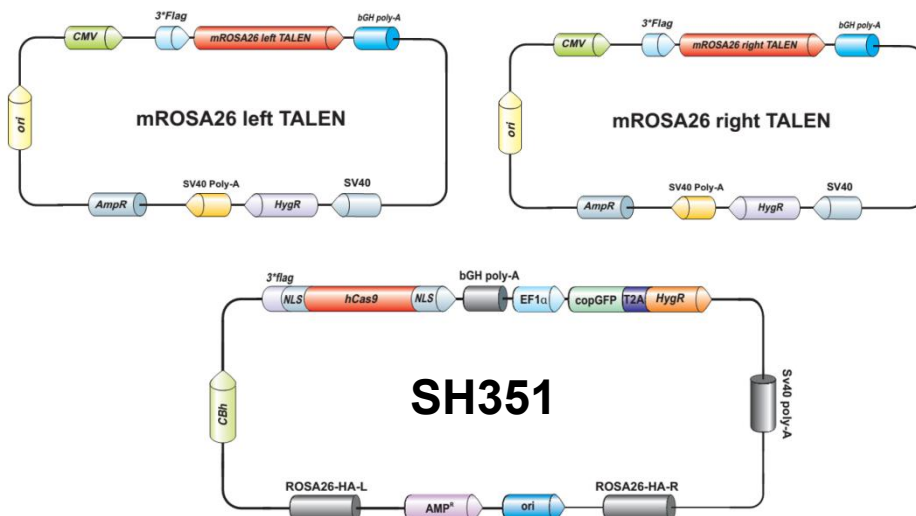 3*Flag
bGH poly-A
CMV
mROSA26 left TALEN
ori
mROSA26 left TALEN
SV40 Poly-A
SV40
AmpR
HygR
3*Flag
bGH poly-A
CMV
mROSA26 right TALEN
ori
mROSA26 right TALEN
SV40 Poly-A
SV40
AmpR
HygR
3*flag
bGH poly-A
NLS
hCas9
NLS
EF1α
copGFP
T2A
HygR
CBh
SH351
Sv40 poly-A
ROSA26-HA-L
ROSA26-HA-R
AMPᴿ
ori